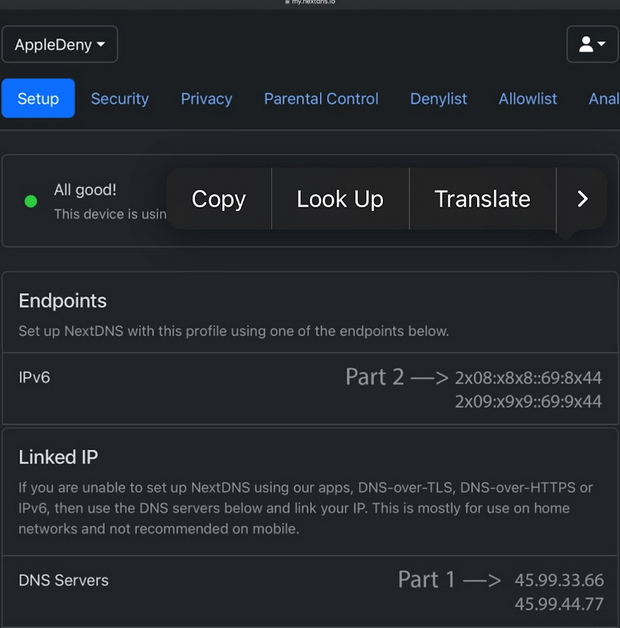 my.nextdns.io
AppleDeny
Setup Security Privacy Parental Control Denylist Allowlist Anal
All good!
This device is usin
Copy Look Up Translate
Endpoints
Set up NextDNS with this profile using one of the endpoints below.
IPv6 Part 2 —> 2x08:x8x8::69:8x44
2x09:x9x9::69:9x44
Linked IP
If you are unable to set up NextDNS using our apps, DNS-over-TLS, DNS-over-HTTPS or
IPv6, then use the DNS servers below and link your IP. This is mostly for use on home
networks and not recommended on mobile.
DNS Servers Part 1 —> 45.99.33.66
45.99.44.77